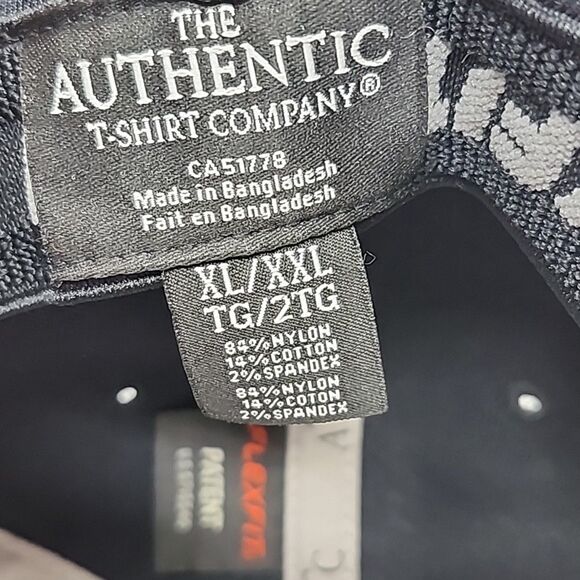 THE
AUTHENTIC
T-SHIRT COMPANY®
CA51778
Made in Bangladesh
Fait en Bangladesh
XL/XXL
TG/2TG
84% NYLON
14% COTTON
2% SPANDEX
84% NYLON
14% COTON
2% SPANDEX
FLEXFIT
PATENT